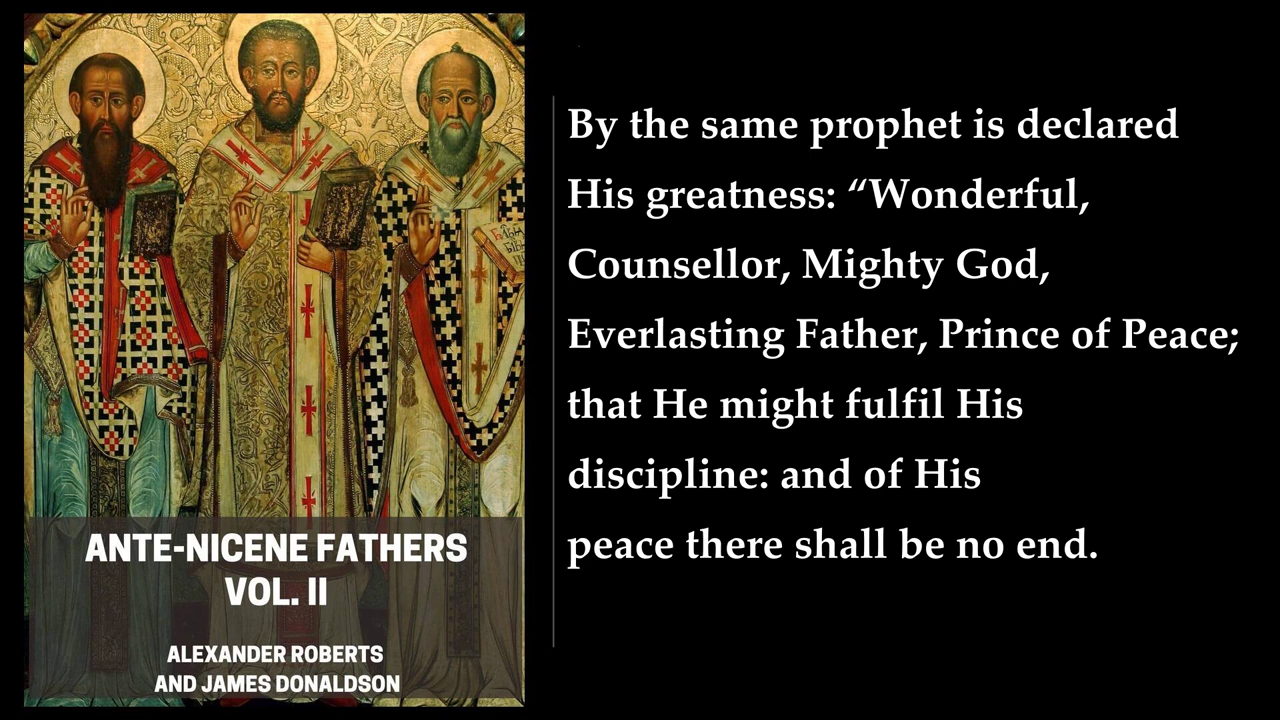 ANTE-NICENE FATHERS
VOL. II
ALEXANDER ROBERTS
AND JAMES DONALDSON
By the same prophet is declared
His greatness: “Wonderful,
Counsellor, Mighty God,
Everlasting Father, Prince of Peace;
that He might fulfil His
discipline: and of His
peace there shall be no end.